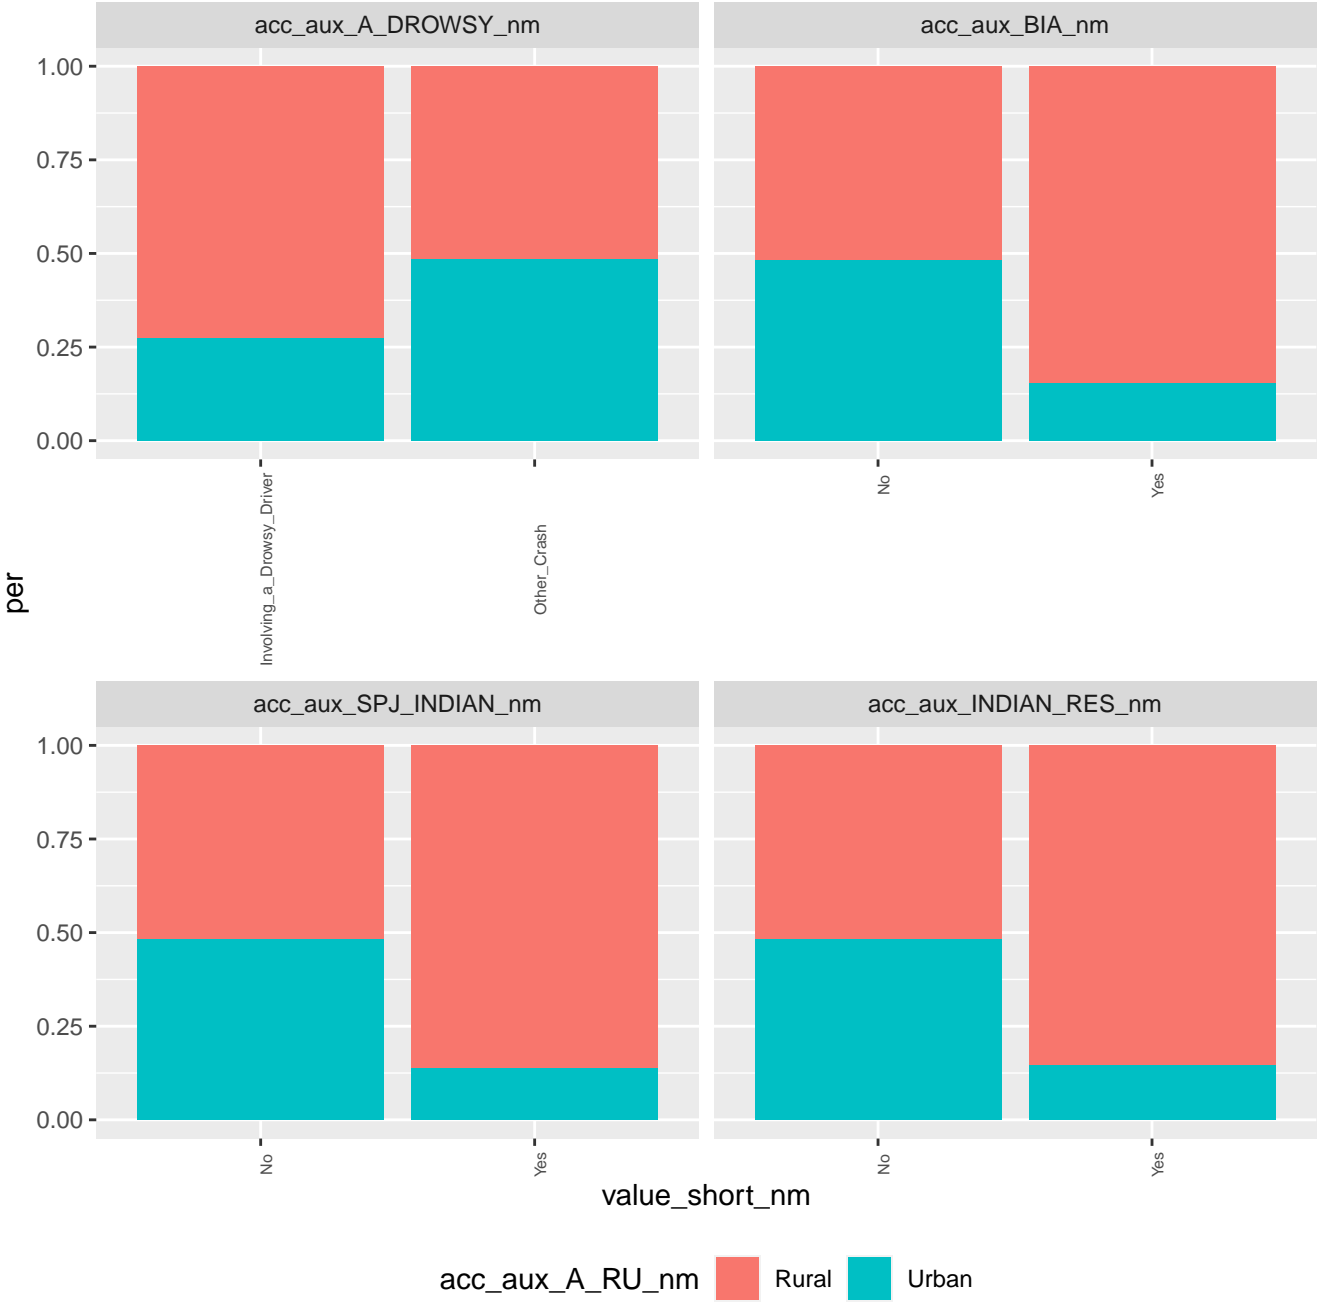 acc_aux_A_DROWSY_nm
acc_aux_BIA_nm
1.00
0.75
0.50
0.25
0.00
Involving_a_Drowsy_Driver
Other_Crash
No
Yes
per
acc_aux_SPJ_INDIAN_nm
acc_aux_INDIAN_RES_nm
1.00
0.75
0.50
0.25
0.00
No
Yes
No
Yes
value_short_nm
acc_aux_A_RU_nm Rural Urban